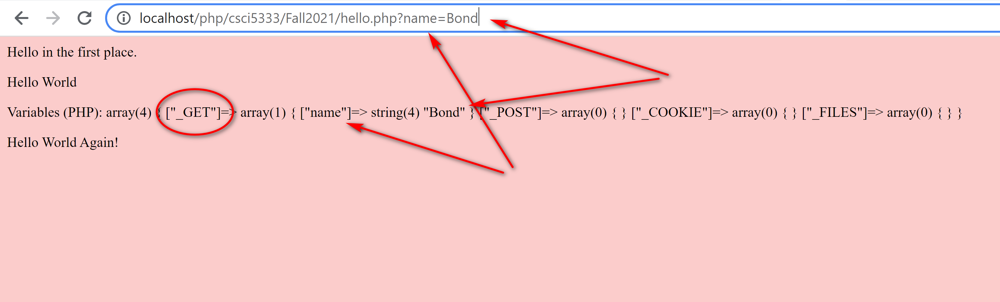 localhost/php/csci5333/Fall2021/hello.php?name=Bond
Hello in the first place.
Hello World
Variables (PHP): array(4) { ["_GET"]=> array(1) { ["name"]=> string(4) "Bond" } ["_POST"]=> array(0) { } ["_COOKIE"]=> array(0) { } ["_FILES"]=> array(0) { } }
Hello World Again!